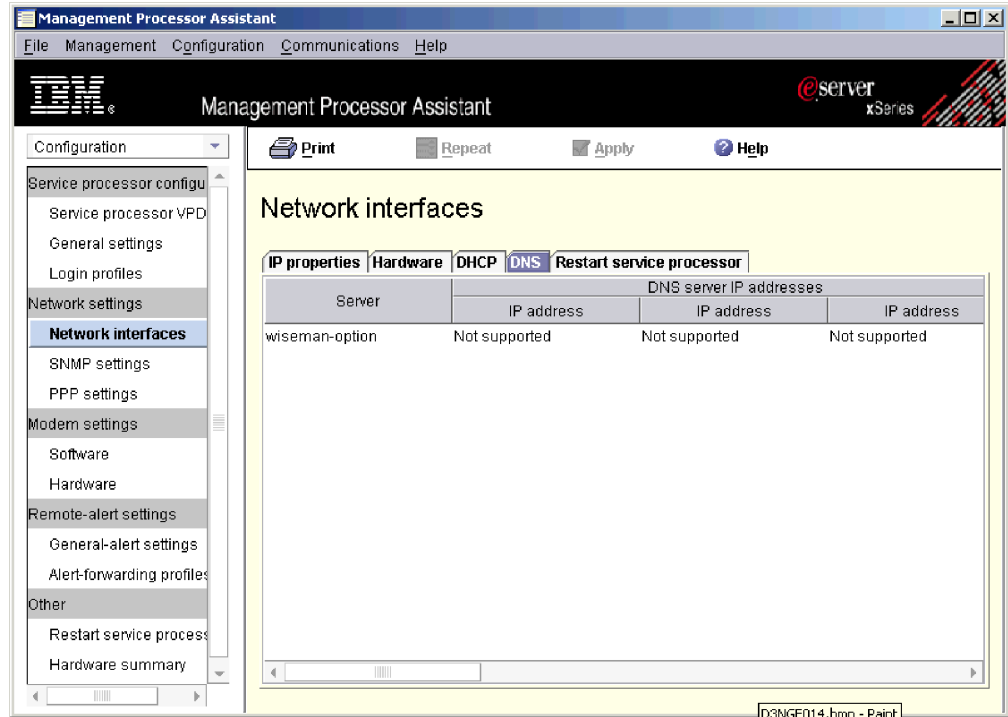 Management Processor Assistant
File Management Configuration Communications Help
IBM® Management Processor Assistant
eserver
xSeries
Configuration
Print Repeat Apply Help
Service processor configu
Service processor VPD
General settings
Login profiles
Network settings
Network interfaces
SNMP settings
PPP settings
Modem settings
Software
Hardware
Remote-alert settings
General-alert settings
Alert-forwarding profiles
Other
Restart service process
Hardware summary
Network interfaces
IP properties Hardware DHCP DNS Restart service processor
Server DNS server IP addresses
IP address IP address IP address
wiseman-option Not supported Not supported Not supported
D3NGE014.bmp - Paint